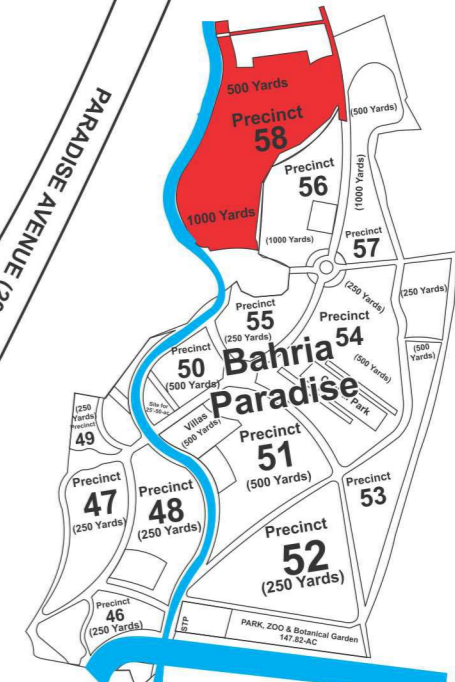 PARADISE AVENUE (20
500 Yards
Precinct
58
1000 Yards
(500 Yards)
(1000 Yards)
Precinct
56
(1000 Yards)
Precinct
57
(250 Yards)
(250 Yards)
Precinct
55
(250 Yards)
Precinct
54
(500 Yards)
(500
Yards)
Precinct
50
(500 Yards)
Bahria
Paradise
Park
Site for
Villas
(500 Yards)
(250
Yards)
Precinct
49
Precinct
51
(500 Yards)
Precinct
47
(250 Yards)
Precinct
48
(250 Yards)
Precinct
53
Precinct
52
(250 Yards)
Precinct
46
(250 Yards)
STP
PARK, ZOO & Botanical Garden
147.82-AC